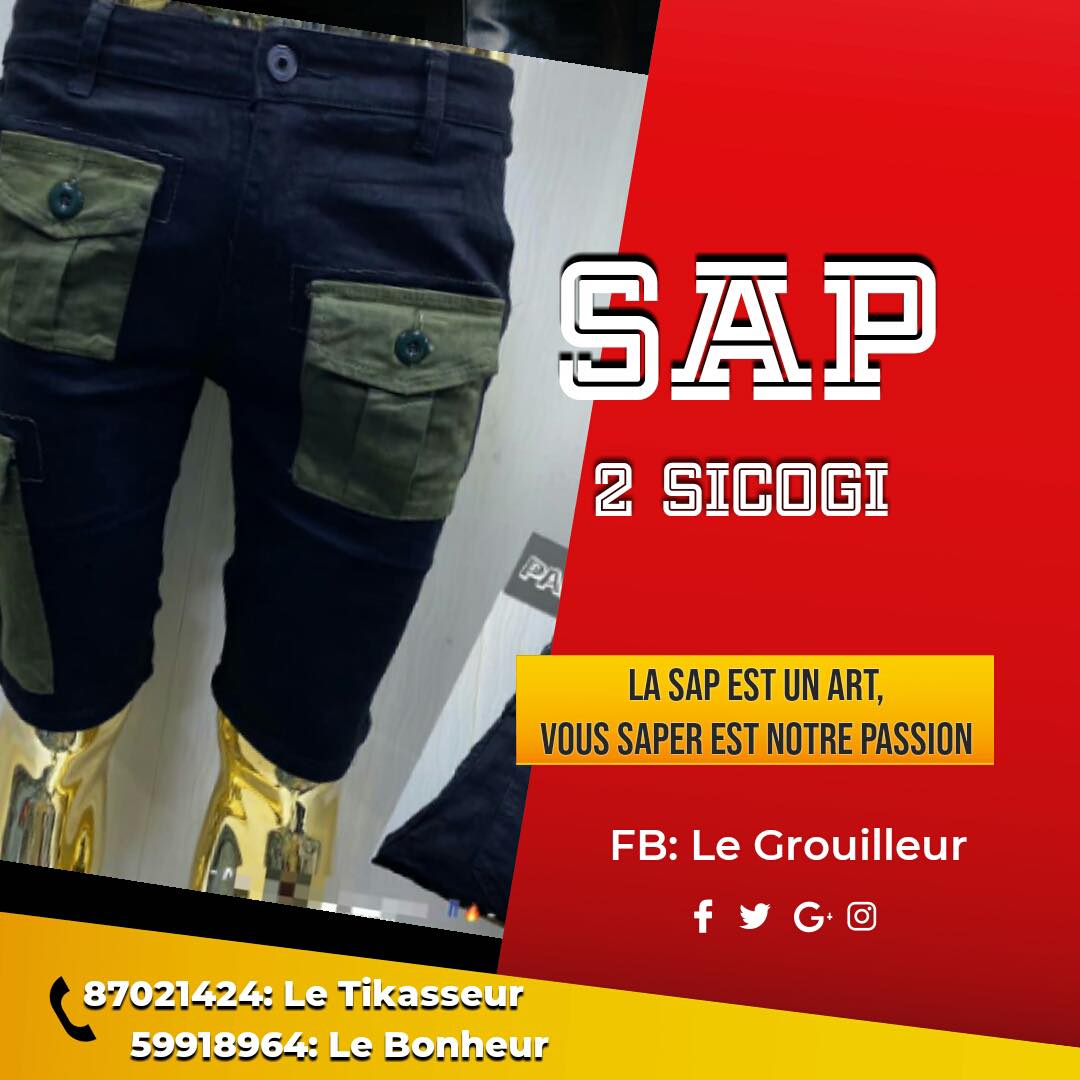 SAP
2 SICOGI
PA
LA SAP EST UN ART,
VOUS SAPER EST NOTRE PASSION
FB: Le Grouilleur
87021424: Le Tikasseur
59918964: Le Bonheur